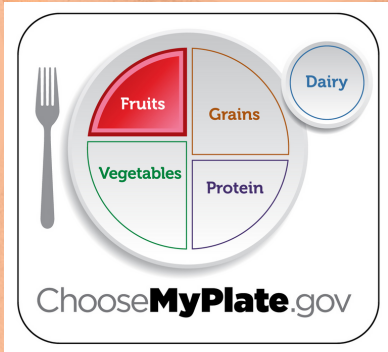 Dairy
Fruits
Grains
Vegetables
Protein
ChooseMyPlate.gov